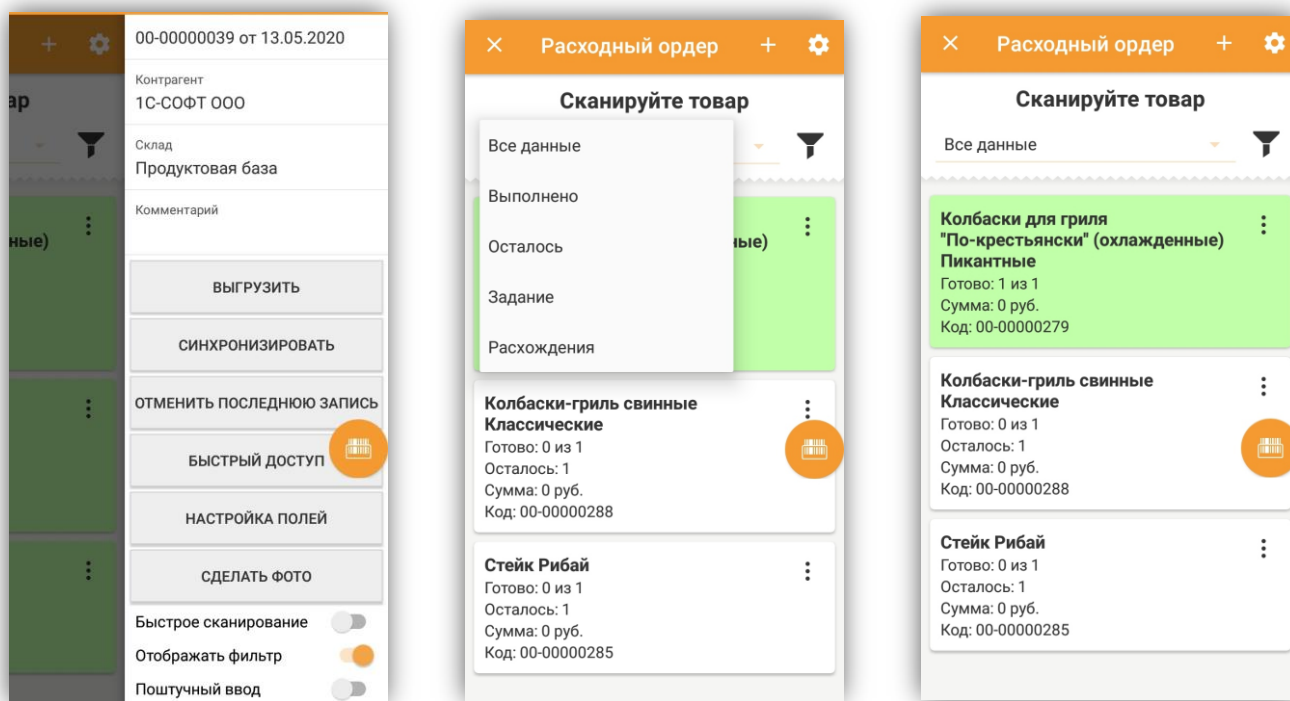 ар
ные)
00-00000039 от 13.05.2020
Контрагент
1С-СОФТ ООО
Склад
Продуктовая база
Комментарий
ВЫГРУЗИТЬ
СИНХРОНИЗИРОВАТЬ
ОТМЕНИТЬ ПОСЛЕДНЮЮ ЗАПИСЬ
БЫСТРЫЙ ДОСТУП
НАСТРОЙКА ПОЛЕЙ
СДЕЛАТЬ ФОТО
Быстрое сканирование
Отображать фильтр
Поштучный ввод
Расходный ордер
Сканируйте товар
Все данные
Выполнено
Осталось
Задание
Расхождения
ные)
Колбаски-гриль свинные
Классические
Готово: 0 из 1
Осталось: 1
Сумма: 0 руб.
Код: 00-00000288
Стейк Рибай
Готово: 0 из 1
Осталось: 1
Сумма: 0 руб.
Код: 00-00000285
Расходный ордер
Сканируйте товар
Все данные
Колбаски для гриля
"По-крестьянски" (охлажденные)
Пикантные
Готово: 1 из 1
Сумма: 0 руб.
Код: 00-00000279
Колбаски-гриль свинные
Классические
Готово: 0 из 1
Осталось: 1
Сумма: 0 руб.
Код: 00-00000288
Стейк Рибай
Готово: 0 из 1
Осталось: 1
Сумма: 0 руб.
Код: 00-00000285